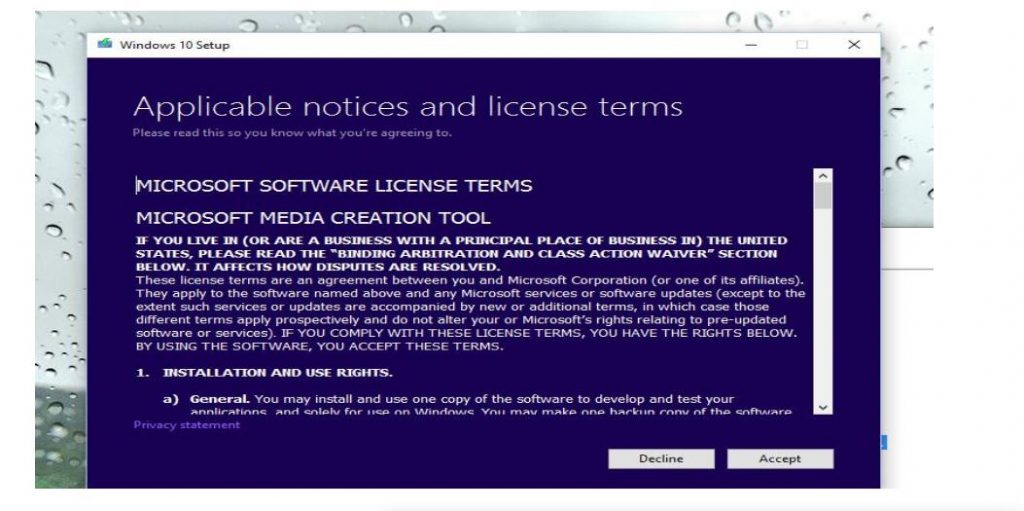 Windows 10 Setup
Applicable notices and license terms
Please read this so you know what you're agreeing to.
MICROSOFT SOFTWARE LICENSE TERMS
MICROSOFT MEDIA CREATION TOOL
IF YOU LIVE IN (OR ARE A BUSINESS WITH A PRINCIPAL PLACE OF BUSINESS IN) THE UNITED
STATES, PLEASE READ THE “BINDING ARBITRATION AND CLASS ACTION WAIVER” SECTION
BELOW. IT AFFECTS HOW DISPUTES ARE RESOLVED.
These license terms are an agreement between you and Microsoft Corporation (or one of its affiliates).
They apply to the software named above and any Microsoft services or software updates (except to the
extent such services or updates are accompanied by new or additional terms, in which case those
different terms apply prospectively and do not alter your or Microsoft’s rights relating to pre-updated
software or services). IF YOU COMPLY WITH THESE LICENSE TERMS, YOU HAVE THE RIGHTS BELOW.
BY USING THE SOFTWARE, YOU ACCEPT THESE TERMS.
1. INSTALLATION AND USE RIGHTS.
a) General. You may install and use one copy of the software to develop and test your
applications, and solely for use on Windows. You may make one backup copy of the software
Privacy statement
Decline
Accept